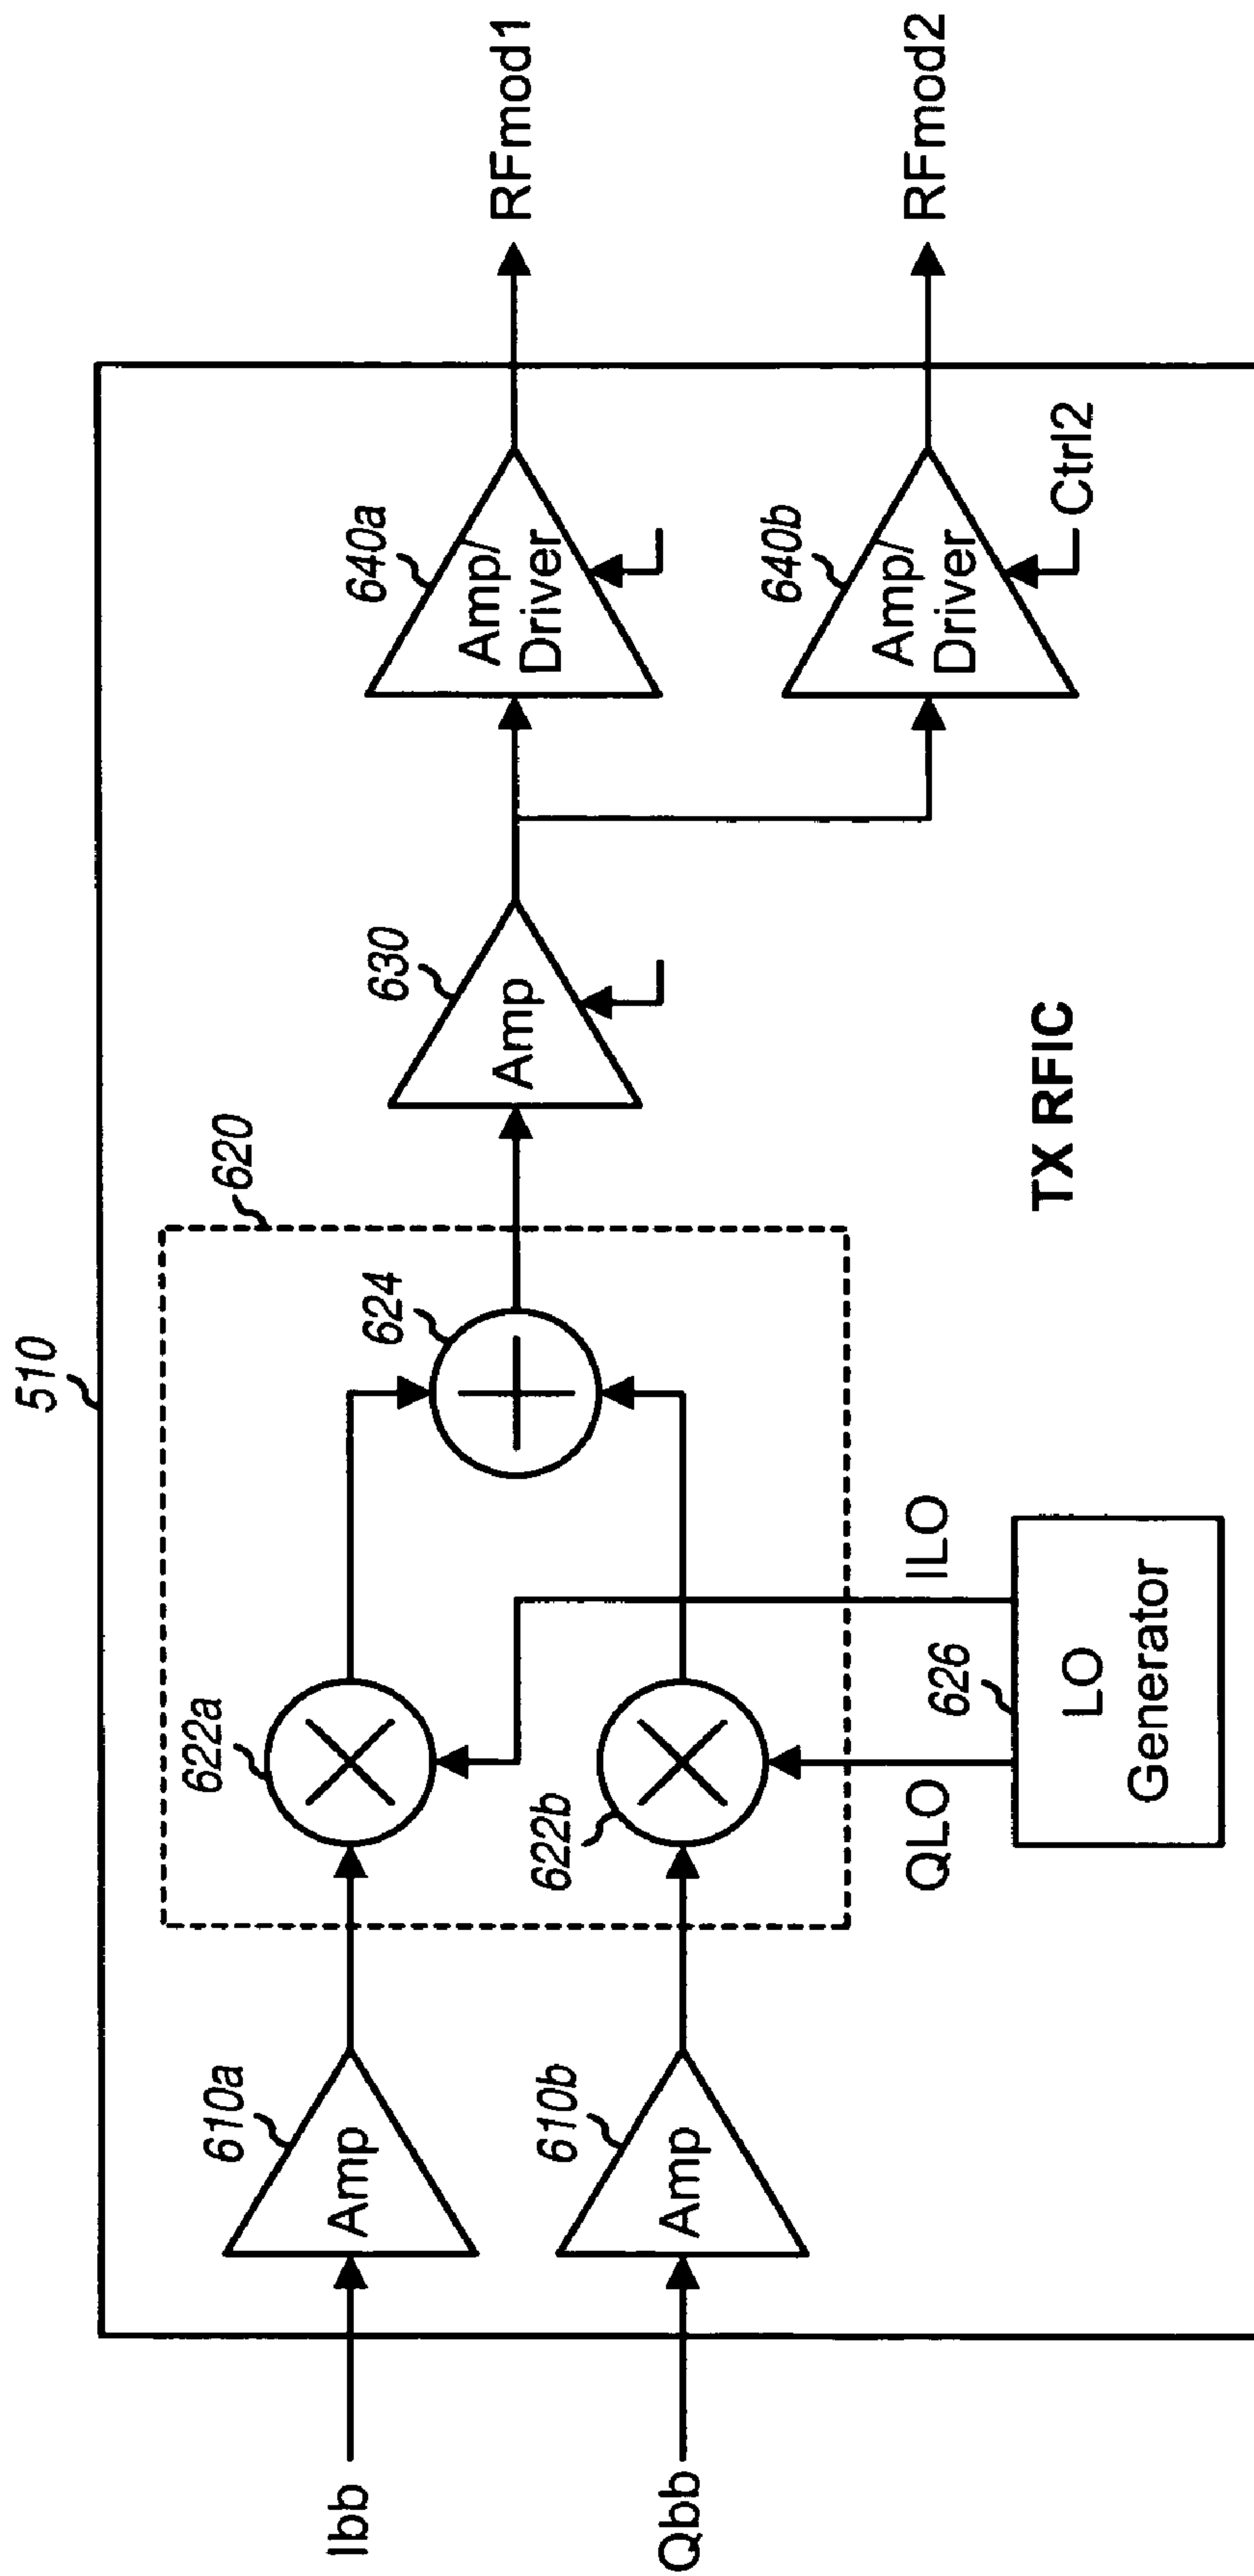 510
620
Ibb
610a
Amp
622a
624
630
Amp
640a
Amp/
Driver
RFmod1
Qbb
610b
Amp
622b
640b
Amp/
Driver
Ctrl2
RFmod2
QLO
ILO
626
LO
Generator
TX RFIC